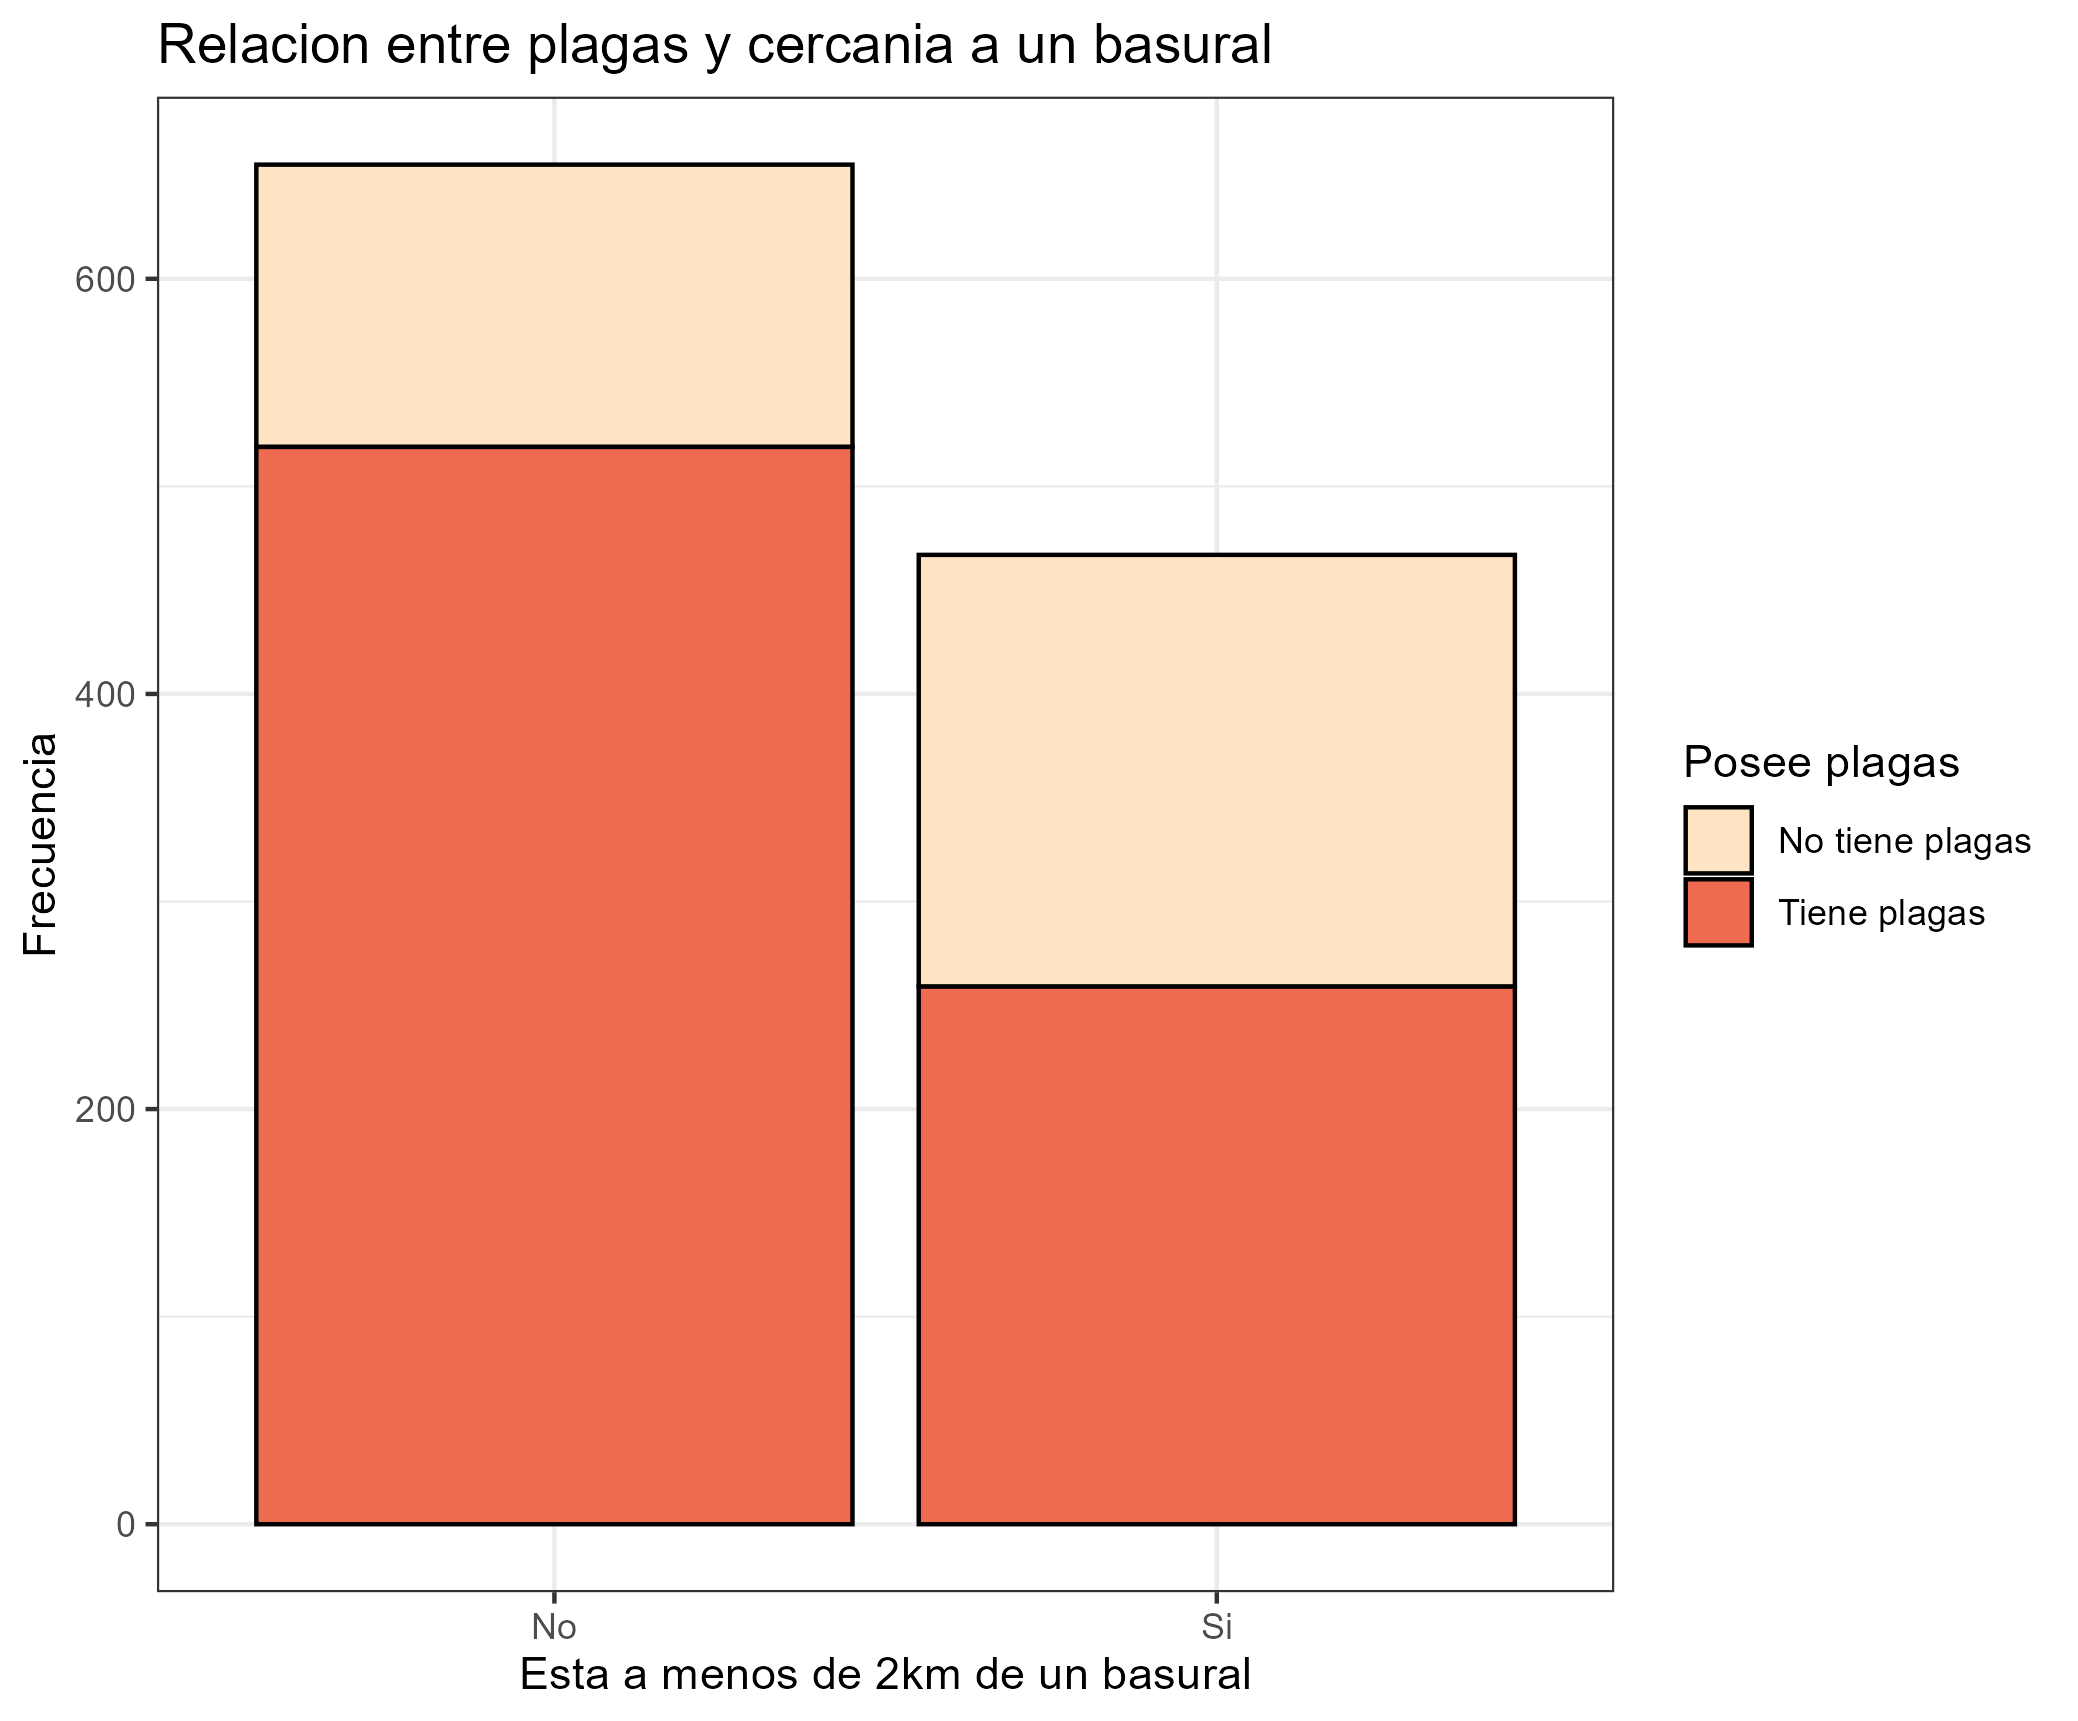 Relacion entre plagas y cercania a un basural
600
400
200
0
Frecuencia
No
Si
Esta a menos de 2km de un basural
Posee plagas
No tiene plagas
Tiene plagas